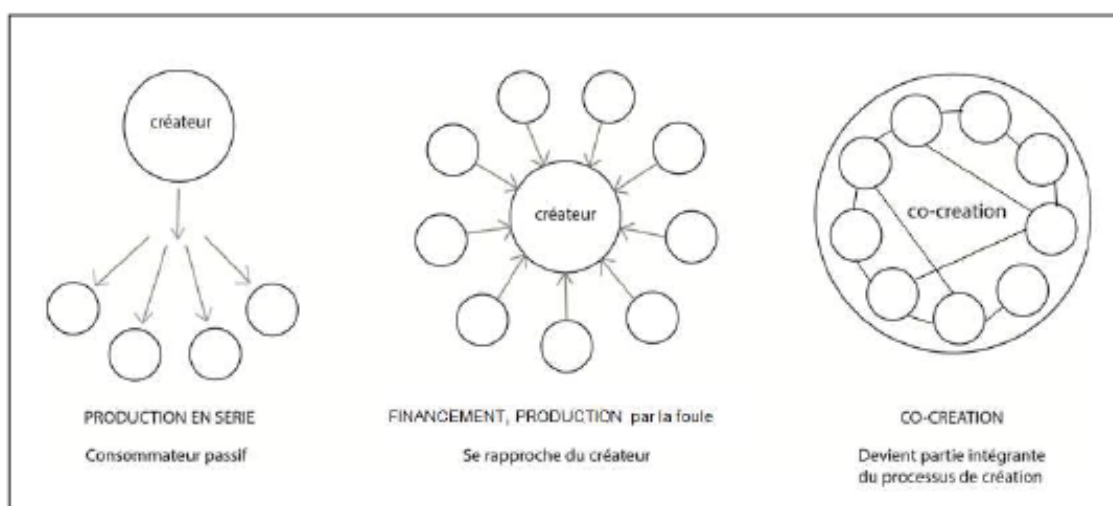 créateur
PRODUCTION EN SERIE
Consommateur passif
créateur
FINANCEMENT, PRODUCTION par la foule
Se rapproche du créateur
co-creation
CO-CREATION
Devient partie intégrante
du processus de création